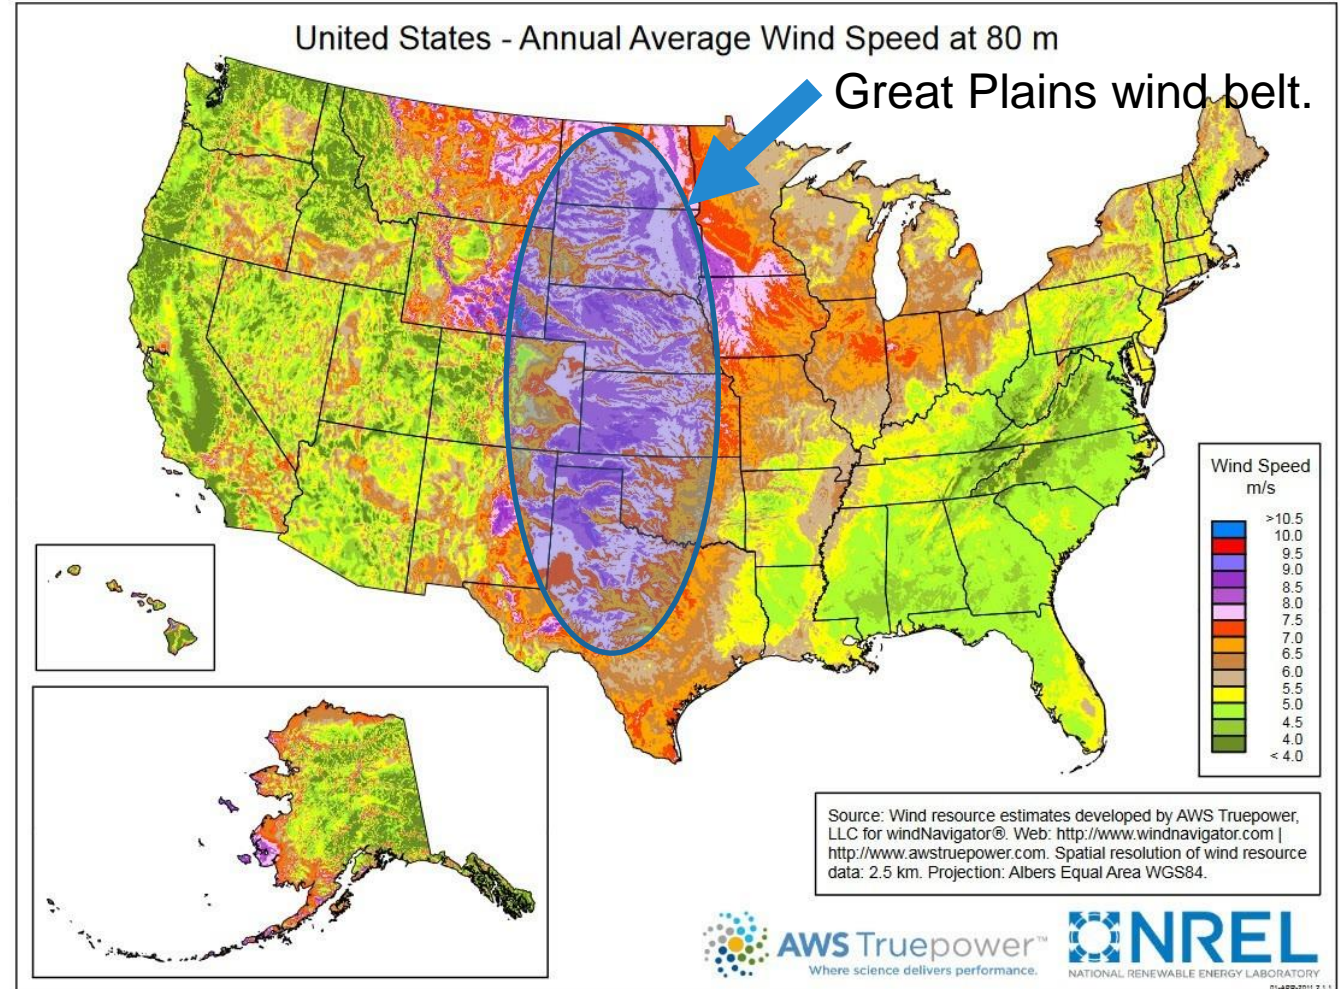 United States - Annual Average Wind Speed at 80 m
Great Plains wind belt.
Wind Speed
m/s
>10.5
10.0
9.5
9.0
8.5
8.0
7.5
7.0
6.5
6.0
5.5
5.0
4.5
4.0
< 4.0
Source: Wind resource estimates developed by AWS Truepower,
LLC for windNavigator®. Web: http://www.windnavigator.com |
http://www.awstruepower.com. Spatial resolution of wind resource
data: 2.5 km. Projection: Albers Equal Area WGS84.
AWS Truepower™
Where science delivers performance.
NREL
NATIONAL RENEWABLE ENERGY LABORATORY